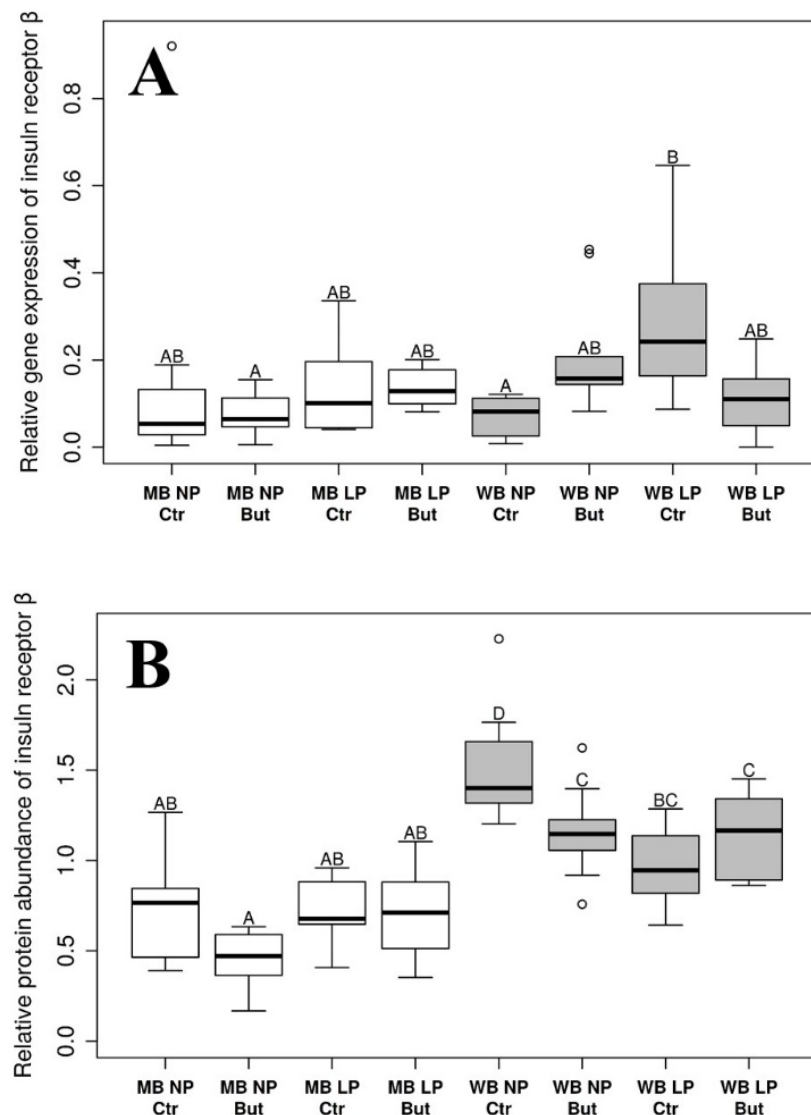 A
Relative gene expression of insuln receptor β
0.0
0.2
0.4
0.6
0.8
AB
A
AB
AB
A
AB
B
AB
MB NP MB NP MB LP MB LP WB NP WB NP WB LP WB LP
Ctr But Ctr But Ctr But Ctr But
B
Relative protein abundance of insuln receptor β
0.0
0.5
1.0
1.5
2.0
AB
A
AB
AB
D
C
BC
C
MB NP MB NP MB LP MB LP WB NP WB NP WB LP WB LP
Ctr But Ctr But Ctr But Ctr But